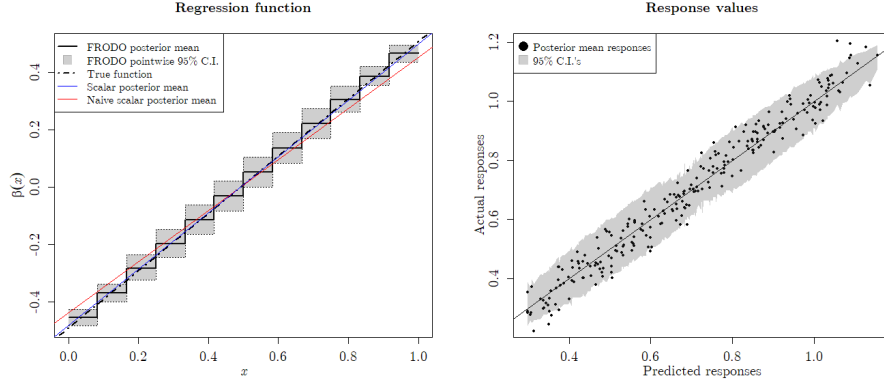 Regression function
FRODO posterior mean
FRODO pointwise 95% C.I.
True function
Scalar posterior mean
Naive scalar posterior mean
β(x)
0.4
0.2
0.0
−0.2
−0.4
0.0 0.2 0.4 0.6 0.8 1.0
x
Response values
Posterior mean responses
95% C.I.'s
Actual responses
1.2
1.0
0.8
0.6
0.4
0.4 0.6 0.8 1.0
Predicted responses